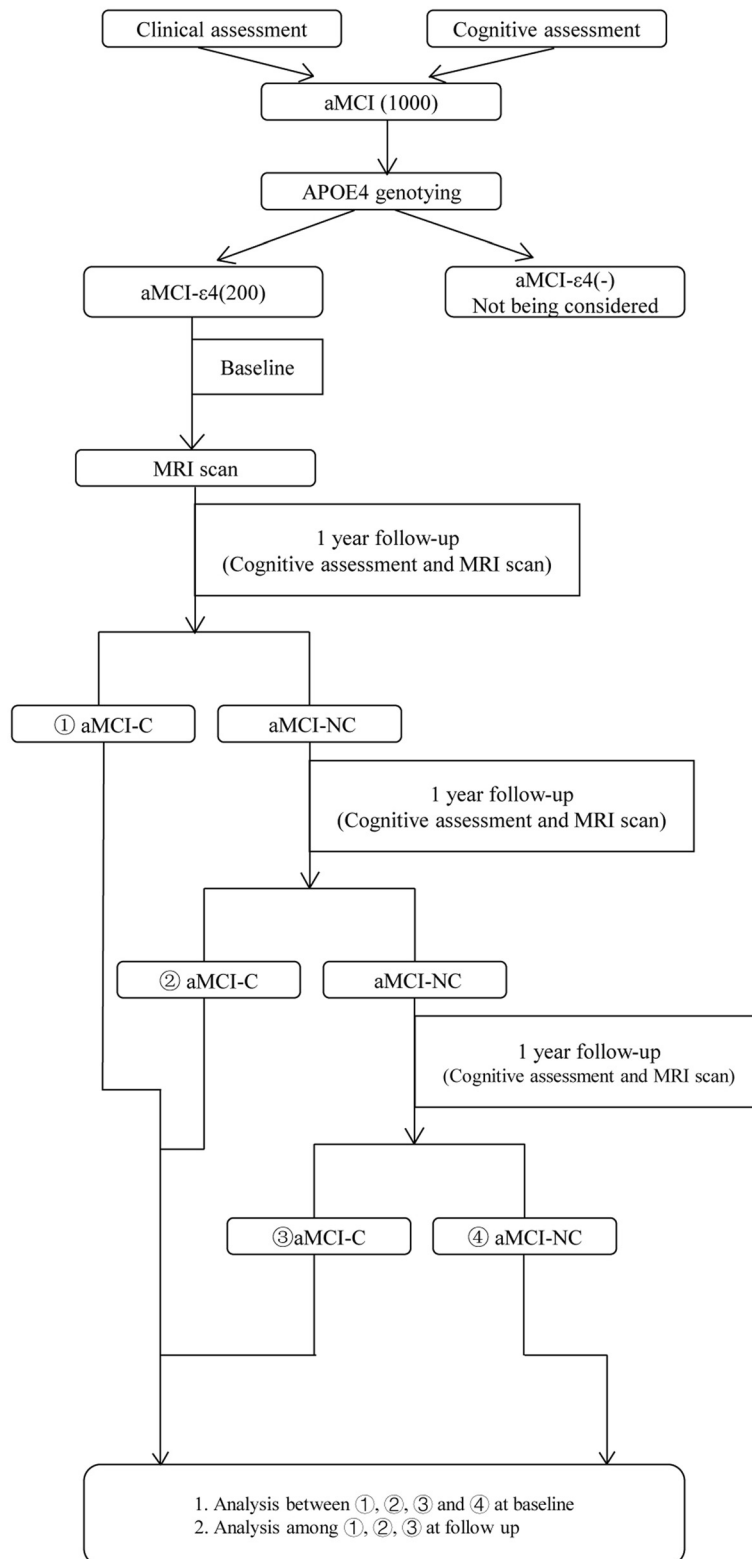 Clinical assessment
Cognitive assessment
aMCI (1000)
APOE4 genotying
aMCI-ε4(200)
aMCI-ε4(-)
Not being considered
Baseline
MRI scan
1 year follow-up
(Cognitive assessment and MRI scan)
① aMCI-C
aMCI-NC
1 year follow-up
(Cognitive assessment and MRI scan)
② aMCI-C
aMCI-NC
1 year follow-up
(Cognitive assessment and MRI scan)
③aMCI-C
④ aMCI-NC
1. Analysis between ①, ②, ③ and ④ at baseline
2. Analysis among ①, ②, ③ at follow up